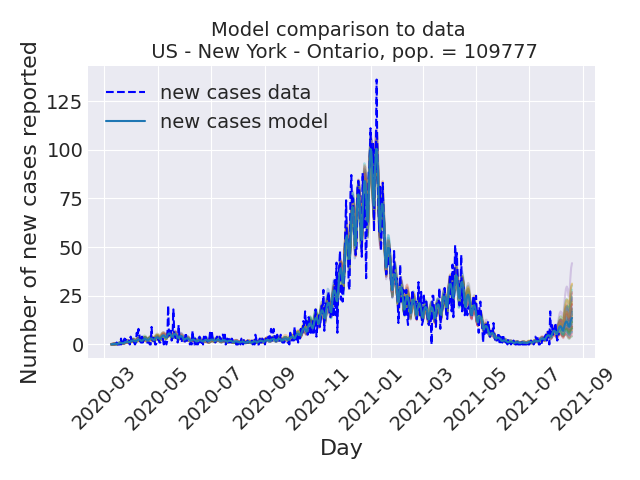 Model comparison to data
US - New York - Ontario, pop. = 109777
Number of new cases reported
125
100
75
50
25
0
new cases data
new cases model
2020-03
2020-05
2020-07
2020-09
2020-11
2021-01
2021-03
2021-05
2021-07
2021-09
Day